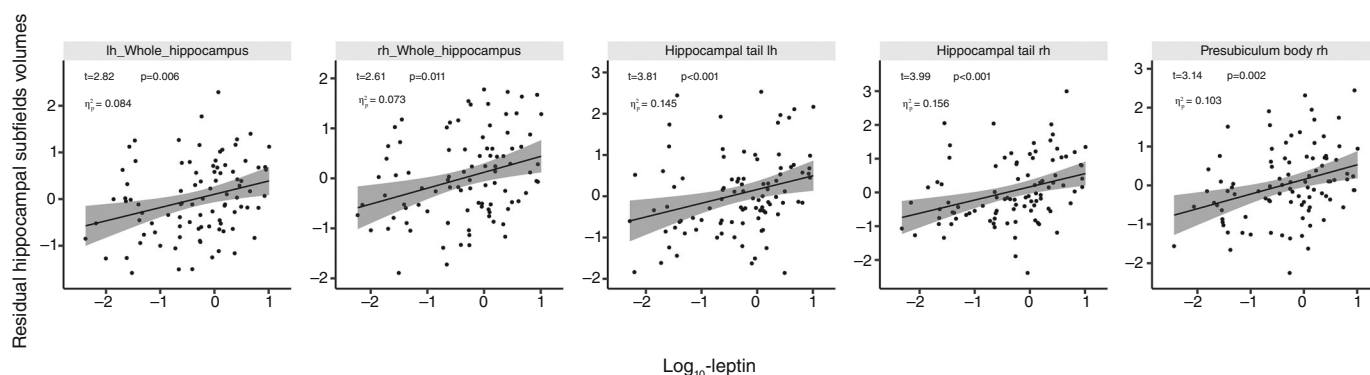 Residual hippocampal subfields volumes
lh_Whole_hippocampus
t=2.82 p=0.006
η²ₚ = 0.084
2
1
0
−1
−2 −1 0 1
rh_Whole_hippocampus
t=2.61 p=0.011
η²ₚ = 0.073
2
1
0
−1
−2
−2 −1 0 1
Hippocampal tail lh
t=3.81 p<0.001
η²ₚ = 0.145
3
2
1
0
−1
−2
−2 −1 0 1
Hippocampal tail rh
t=3.99 p<0.001
η²ₚ = 0.156
3
2
1
0
−1
−2
−2 −1 0 1
Presubiculum body rh
t=3.14 p=0.002
η²ₚ = 0.103
3
2
1
0
−1
−2
−2 −1 0 1
Log₁₀-leptin